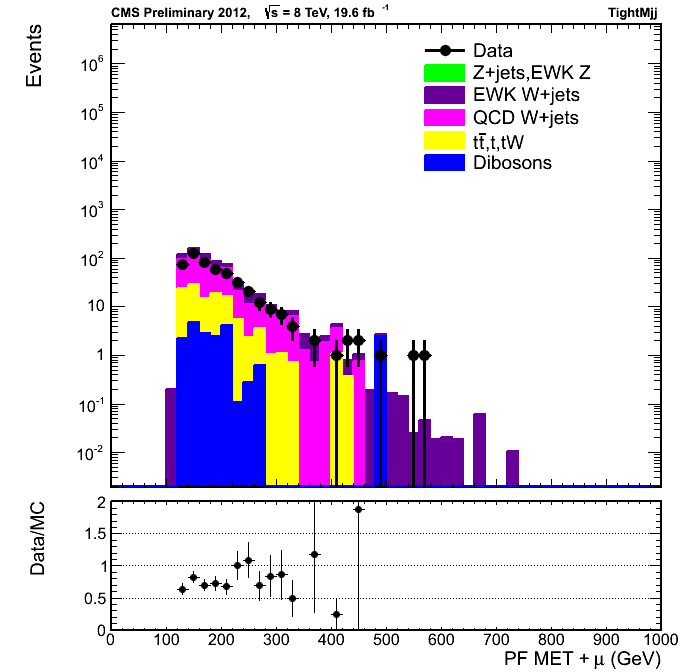 CMS Preliminary 2012, √s = 8 TeV, 19.6 fb⁻¹ TightMjj
Events
Data
Z+jets,EWK Z
EWK W+jets
QCD W+jets
tt̄,t,tW
Dibosons
10⁶
10⁵
10⁴
10³
10²
10
1
10⁻¹
10⁻²
Data/MC
2
1.5
1
0.5
0
0 100 200 300 400 500 600 700 800 900 1000
PF MET + μ (GeV)